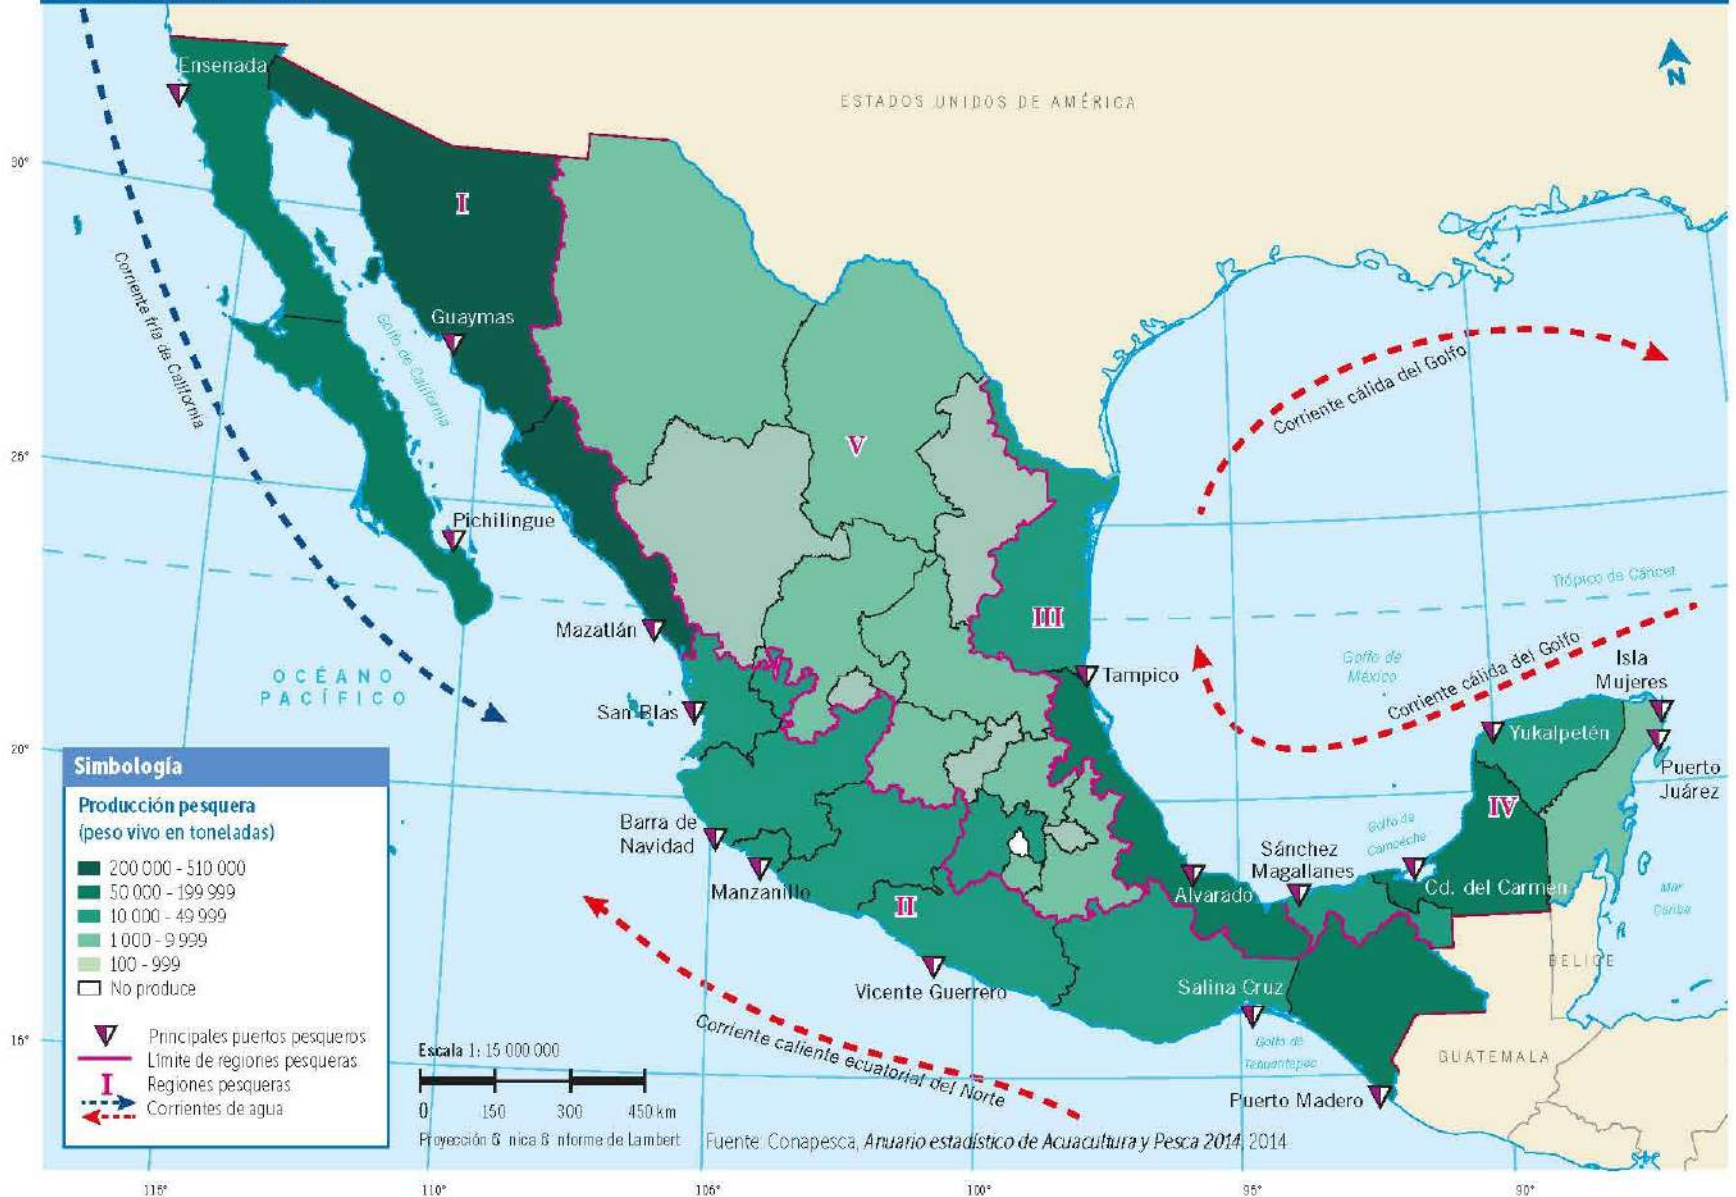 ESTADOS UNIDOS DE AMÉRICA
N
Ensenada
30°
I
Guaymas
Golfo de California
Corriente fría de California
Corriente cálida del Golfo
25°
V
Pichilingue
Trópico de Cáncer
III
Mazatlán
Golfo de
México
Corriente cálida del Golfo
Isla
Mujeres
Tampico
OCÉANO
PACÍFICO
San Blas
Yukalpetén
20°
Puerto
Juárez
IV
Barra de
Navidad
Golfo de
Campeche
Sánchez
Magallanes
Manzanillo
Alvarado
Cd. del Carmen
Mar
Caribe
II
BELICE
Vicente Guerrero
Salina Cruz
Corriente caliente ecuatorial del Norte
15°
Golfo de
Tehuantepec
GUATEMALA
Puerto Madero
Simbología
Producción pesquera
(peso vivo en toneladas)
200 000 - 510 000
50 000 - 199 999
10 000 - 49 999
1 000 - 9 999
100 - 999
No produce
Principales puertos pesqueros
Límite de regiones pesqueras
I Regiones pesqueras
Corrientes de agua
Escala 1: 15 000 000
0 150 300 450 km
Fuente: Conapesca, Anuario estadístico de Acuacultura y Pesca 2014, 2014
115° 110° 105° 100° 95° 90°